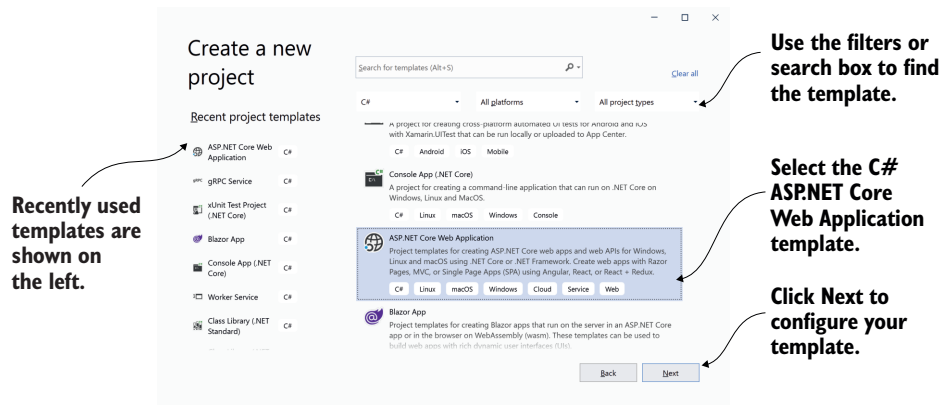 Create a new
project
Search for templates (Alt+S)
Clear all
C#
All platforms
All project types
Recent project templates
ASP.NET Core Web
Application
C#
gRPC
gRPC Service
C#
xUnit Test Project
(.NET Core)
C#
Blazor App
C#
Console App (.NET
Core)
C#
Worker Service
C#
Class Library (.NET
Standard)
C#
A project for creating cross-platform automated UI tests for Android and iOS
with Xamarin.UITest that can be run locally or uploaded to App Center.
C# Android iOS Mobile
Console App (.NET Core)
A project for creating a command-line application that can run on .NET Core on
Windows, Linux and MacOS.
C# Linux macOS Windows Console
ASP.NET Core Web Application
Project templates for creating ASP.NET Core web apps and web APIs for Windows,
Linux and macOS using .NET Core or .NET Framework. Create web apps with Razor
Pages, MVC, or Single Page Apps (SPA) using Angular, React, or React + Redux.
C# Linux macOS Windows Cloud Service Web
Blazor App
Project templates for creating Blazor apps that run on the server in an ASP.NET Core
app or in the browser on WebAssembly (wasm). These templates can be used to
build web apps with rich dynamic user interfaces (UIs).
Back
Next
Recently used
templates are
shown on
the left.
Use the filters or
search box to find
the template.
Select the C#
ASP.NET Core
Web Application
template.
Click Next to
configure your
template.